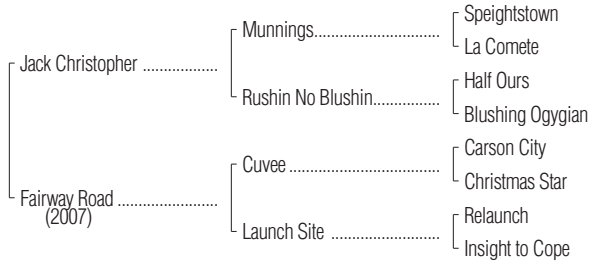 Speightstown
Munnings..............................
La Comete
Jack Christopher ..................
Half Ours
Rushin No Blushin................
Blushing Ogygian
Carson City
Cuvee.....................................
Christmas Star
Fairway Road ........................
(2007)
Relaunch
Launch Site ..........................
Insight to Cope